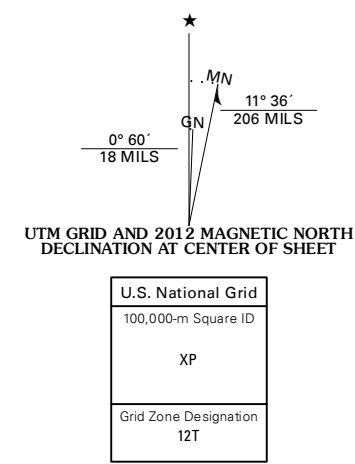 ★
MN
11° 36´
206 MILS
GN
0° 60´
18 MILS
UTM GRID AND 2012 MAGNETIC NORTH
DECLINATION AT CENTER OF SHEET
U.S. National Grid
100,000-m Square ID
XP
Grid Zone Designation
12T